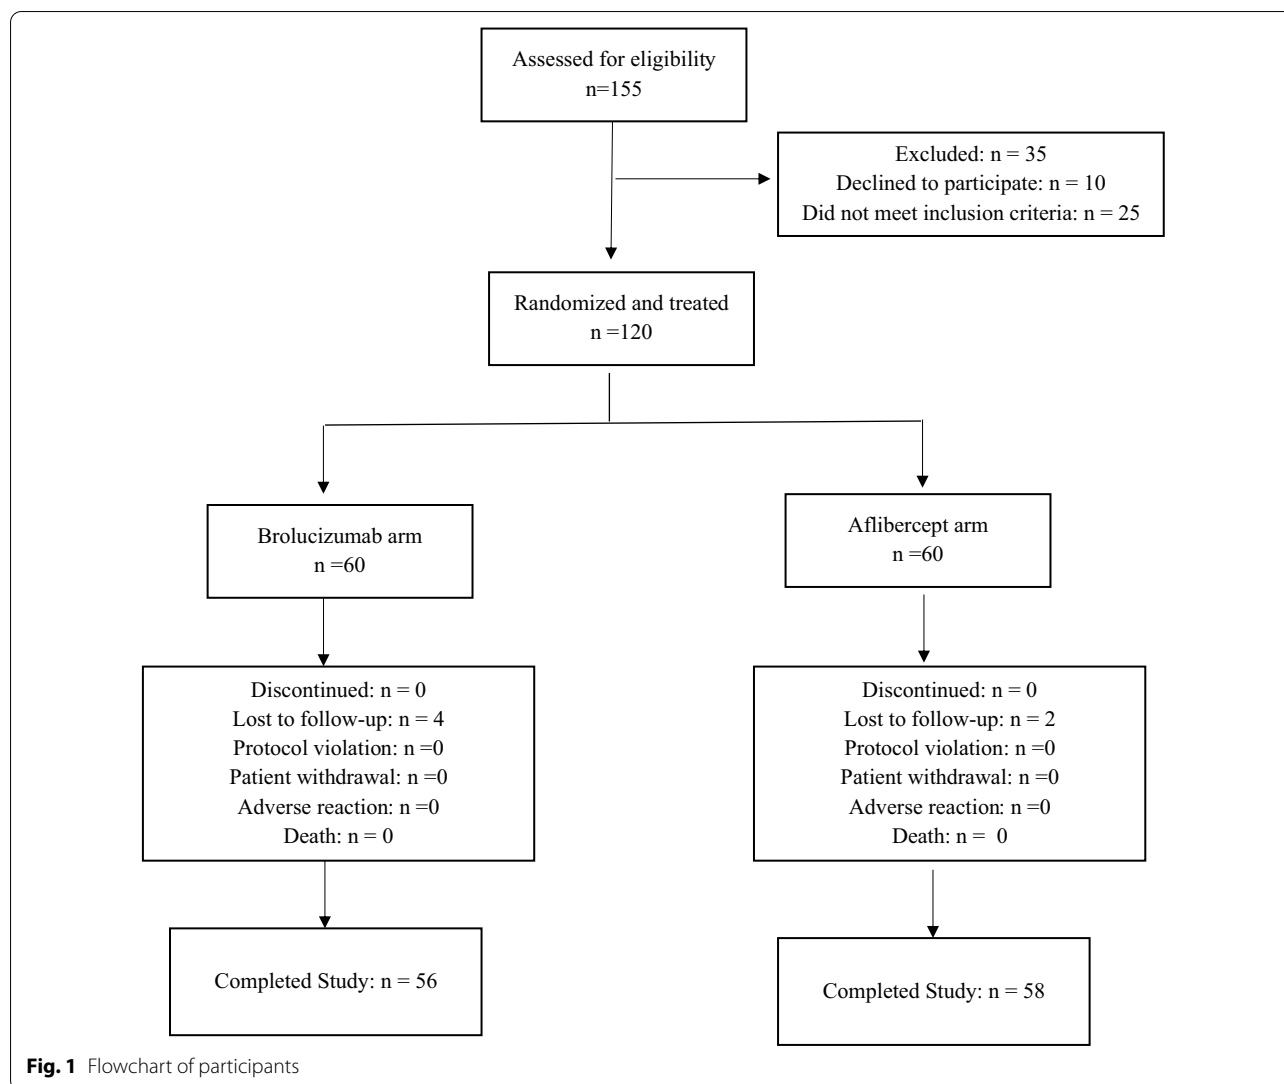 Assessed for eligibility
n=155
Excluded: n = 35
Declined to participate: n = 10
Did not meet inclusion criteria: n = 25
Randomized and treated
n =120
Brolucizumab arm
n =60
Aflibercept arm
n =60
Discontinued: n = 0
Lost to follow-up: n = 4
Protocol violation: n =0
Patient withdrawal: n =0
Adverse reaction: n =0
Death: n = 0
Discontinued: n = 0
Lost to follow-up: n = 2
Protocol violation: n =0
Patient withdrawal: n =0
Adverse reaction: n =0
Death: n =  0
Completed Study: n = 56
Completed Study: n = 58
Fig. 1 Flowchart of participants